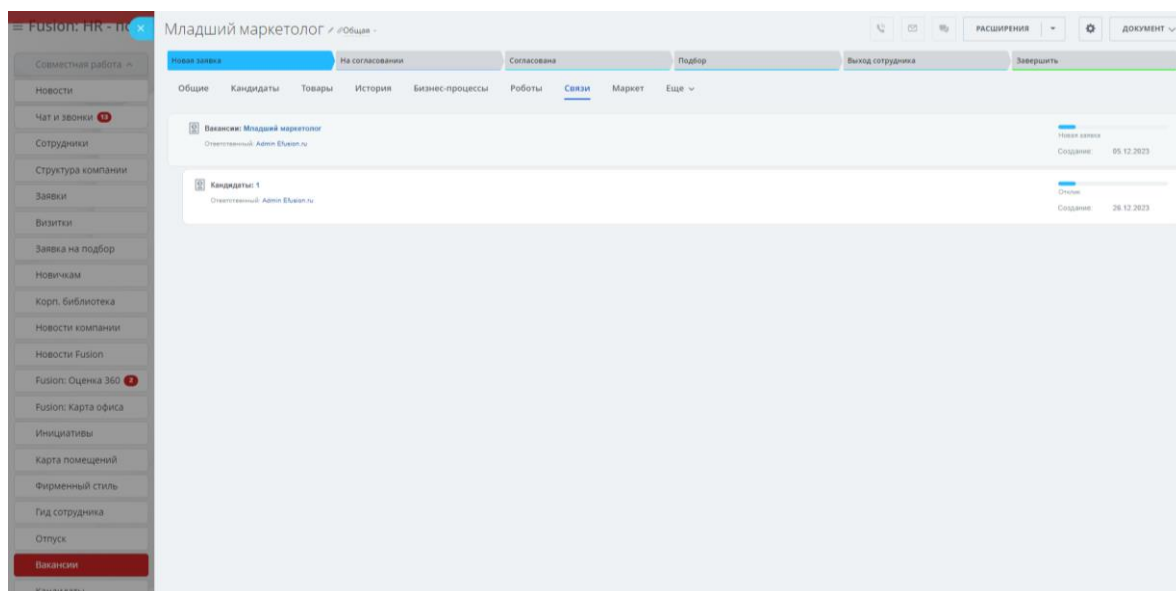 Fusion: HR - по
×
Младший маркетолог
Общая
РАСШИРЕНИЯ
ДОКУМЕНТ
Новая заявка
На согласовании
Согласована
Подбор
Выход сотрудника
Завершить
Общие
Кандидаты
Товары
История
Бизнес-процессы
Роботы
Связи
Маркет
Еще
Вакансии: Младший маркетолог
Ответственный: Admin Efusion.ru
Новая заявка
Создание: 05.12.2023
Кандидаты: 1
Ответственный: Admin Efusion.ru
Отклик
Создание: 26.12.2023
Совместная работа
Новости
Чат и звонки 13
Сотрудники
Структура компании
Заявки
Визитки
Заявка на подбор
Новичкам
Корп. библиотека
Новости компании
Новости Fusion
Fusion: Оценка 360 2
Fusion: Карта офиса
Инициативы
Карта помещений
Фирменный стиль
Гид сотрудника
Отпуск
Вакансии
Кандидаты